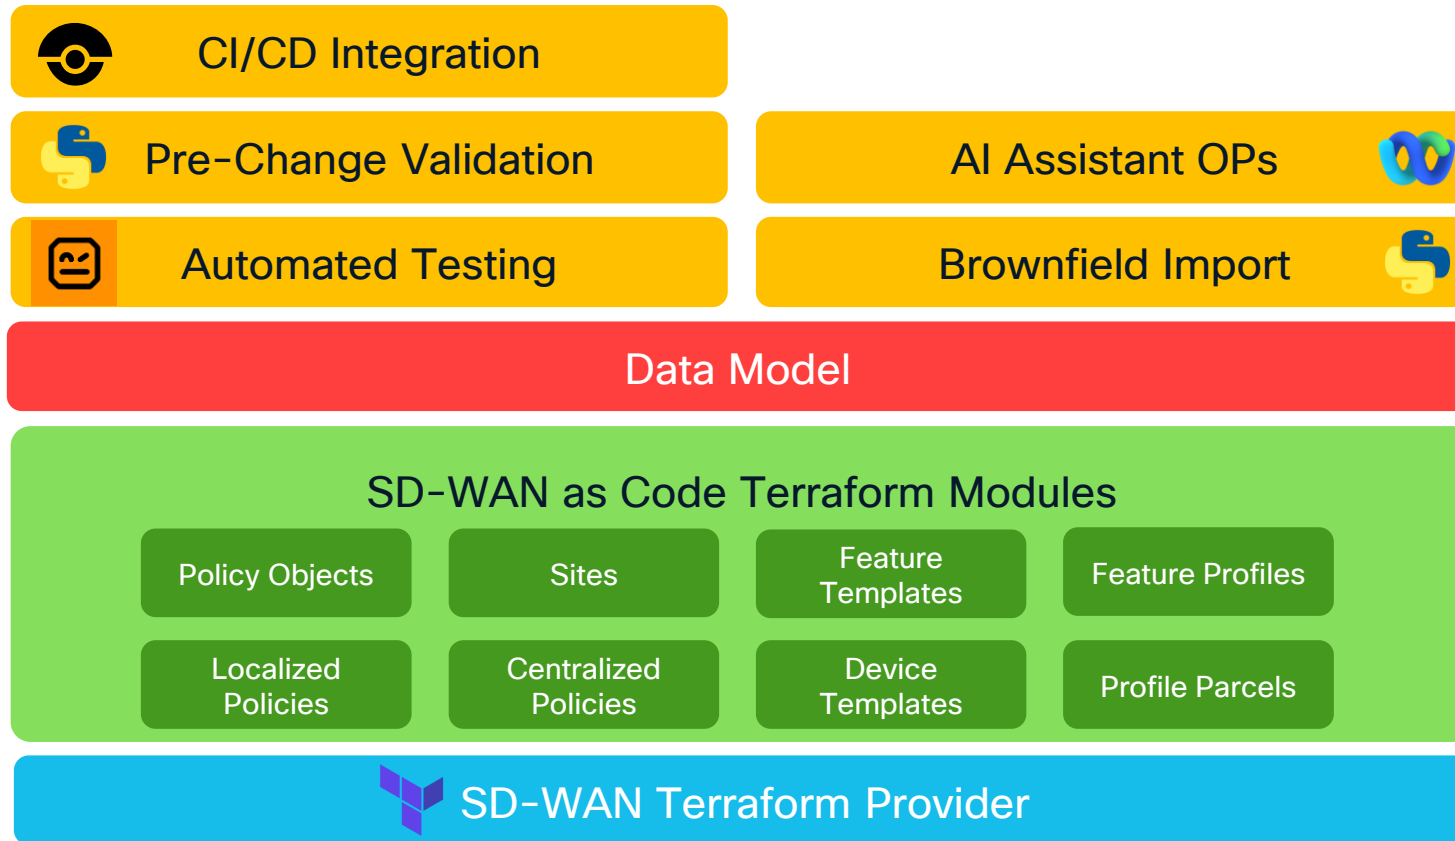 CI/CD Integration
Pre-Change Validation
AI Assistant OPs
Automated Testing
Brownfield Import
Data Model
SD-WAN as Code Terraform Modules
Policy Objects
Sites
Feature
Templates
Feature Profiles
Localized
Policies
Centralized
Policies
Device
Templates
Profile Parcels
SD-WAN Terraform Provider